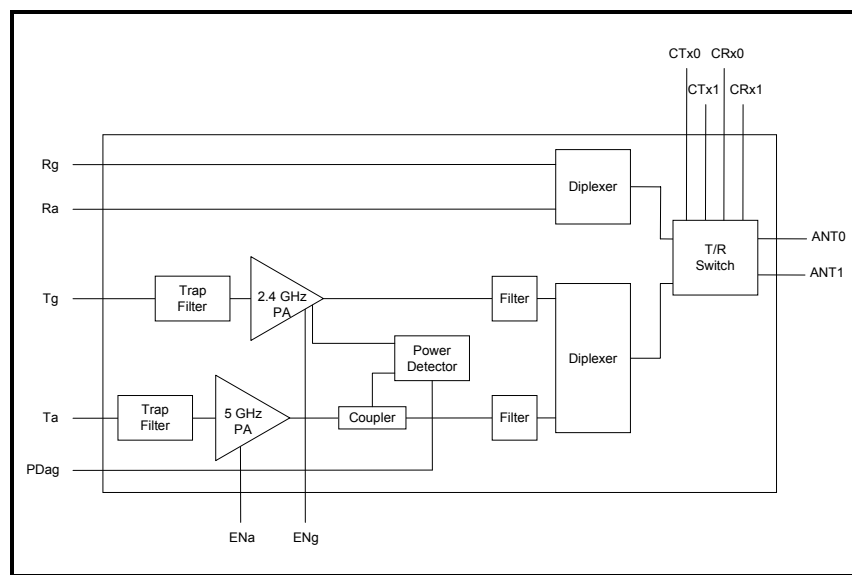 CTx0
CRx0
CTx1
CRx1
Rg
Diplexer
Ra
ANT0
T/R
Switch
ANT1
Tg
Trap
Filter
2.4 GHz
PA
Filter
Power
Detector
Diplexer
Ta
Trap
Filter
5 GHz
PA
Coupler
Filter
PDag
ENa
ENg